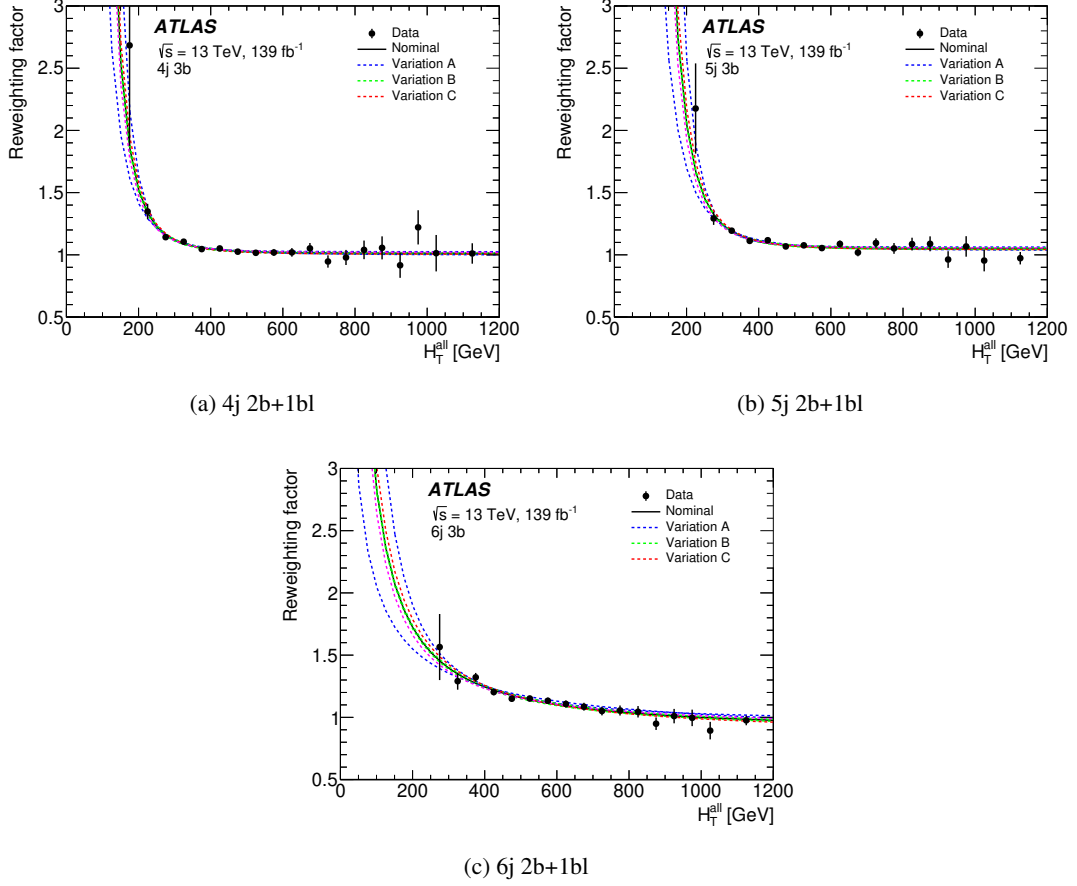 3
2.5
2
1.5
1
0.5
0 200 400 600 800 1000 1200
Reweighting factor
H_T^all [GeV]
ATLAS
√s = 13 TeV, 139 fb⁻¹
4j 3b
Data
Nominal
Variation A
Variation B
Variation C
(a) 4j 2b+1bl
3
2.5
2
1.5
1
0.5
0 200 400 600 800 1000 1200
Reweighting factor
H_T^all [GeV]
ATLAS
√s = 13 TeV, 139 fb⁻¹
5j 3b
Data
Nominal
Variation A
Variation B
Variation C
(b) 5j 2b+1bl
3
2.5
2
1.5
1
0.5
0 200 400 600 800 1000 1200
Reweighting factor
H_T^all [GeV]
ATLAS
√s = 13 TeV, 139 fb⁻¹
6j 3b
Data
Nominal
Variation A
Variation B
Variation C
(c) 6j 2b+1bl